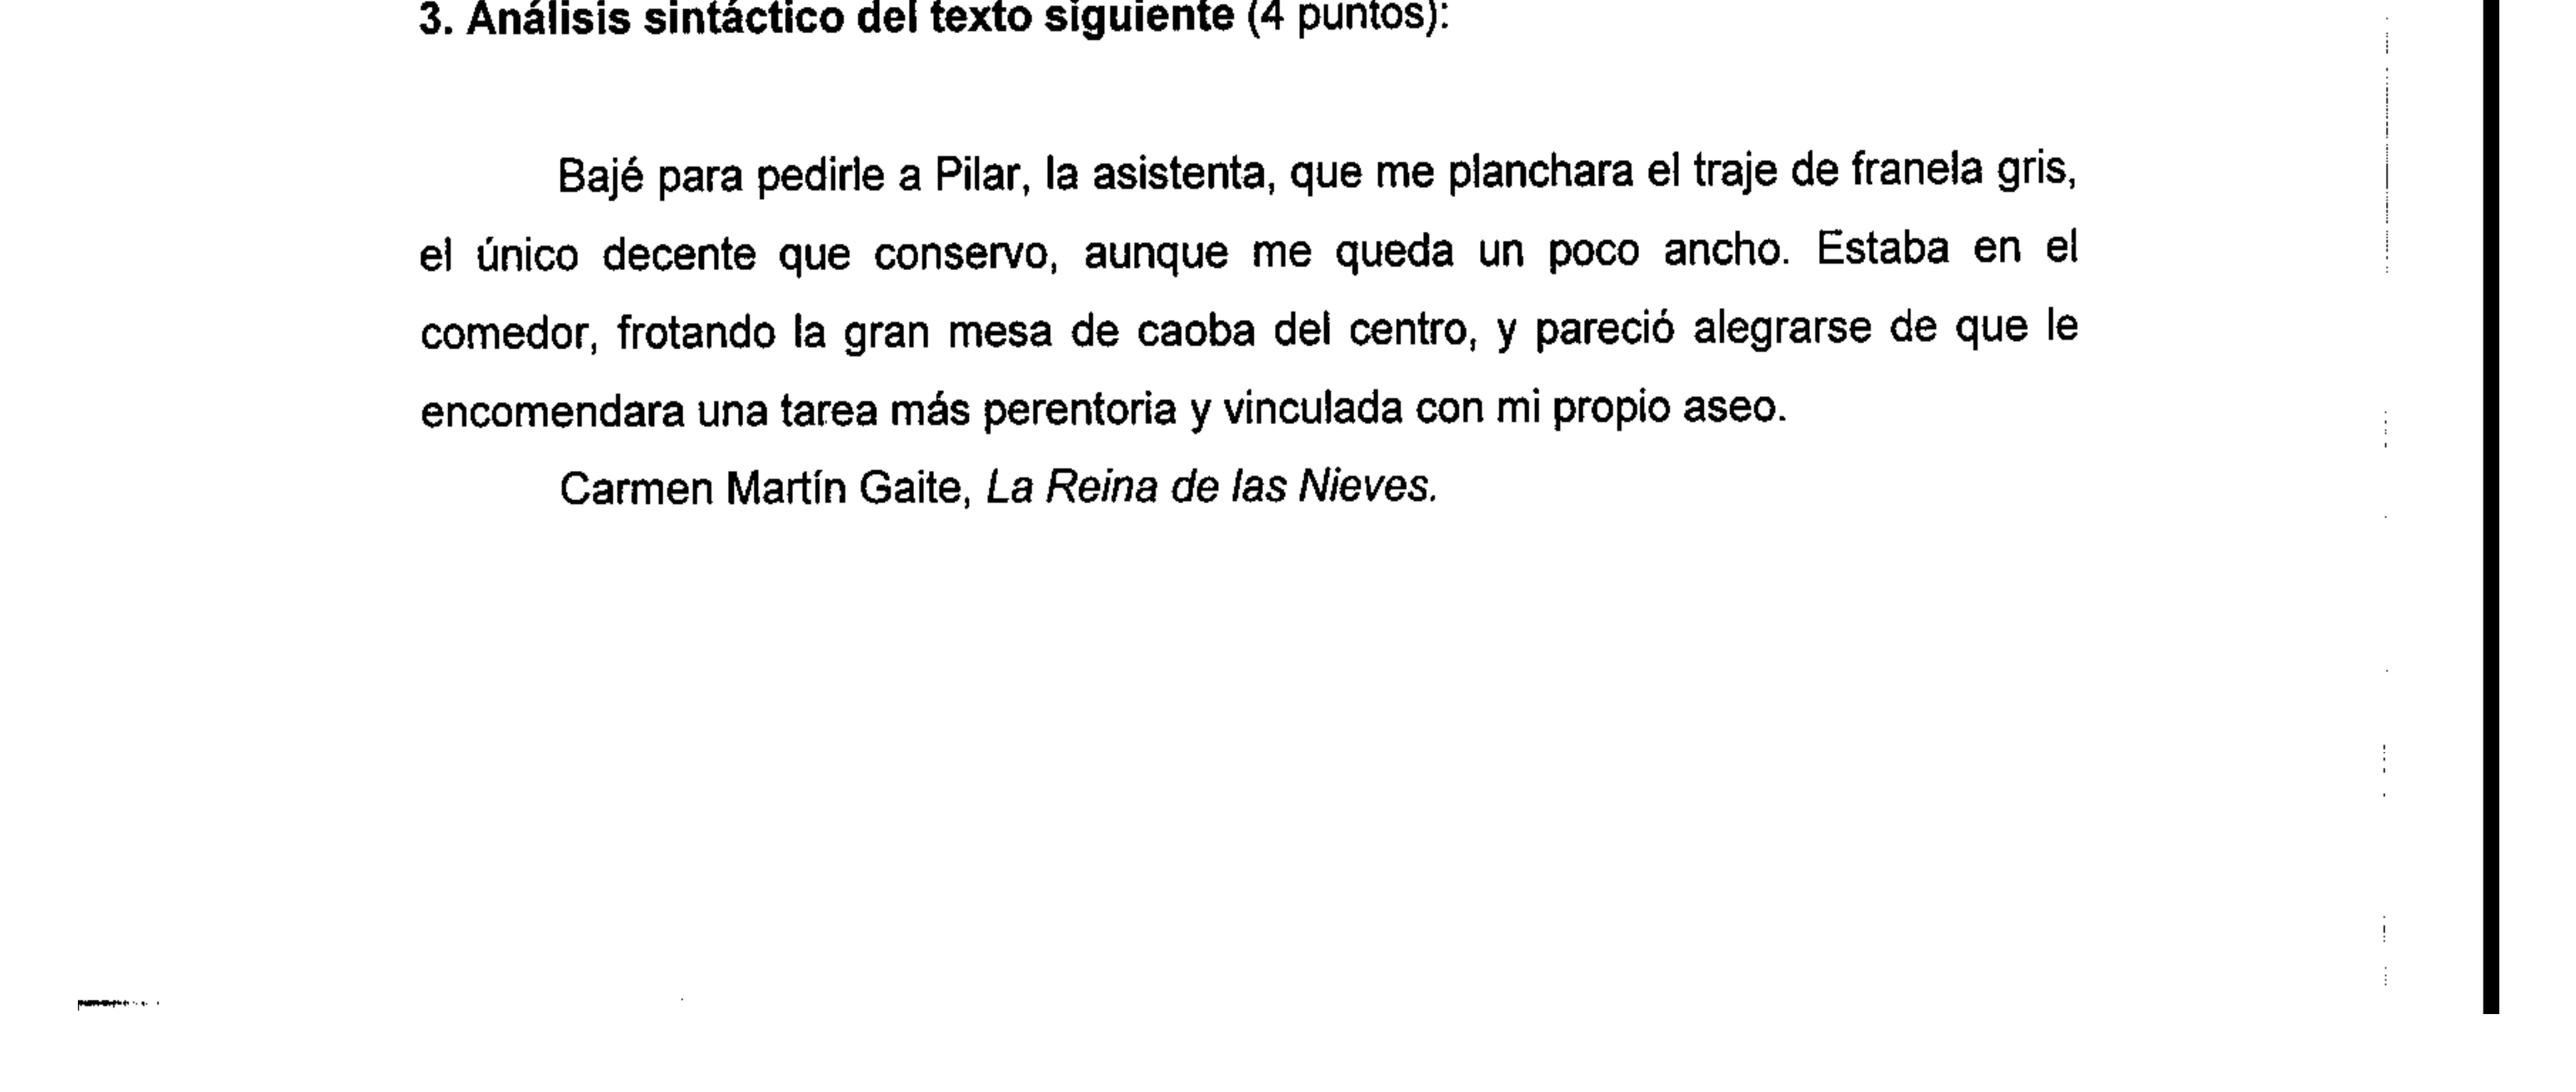 3. Análisis sintáctico del texto siguiente (4 puntos):
Bajé para pedirle a Pilar, la asistenta, que me planchara el traje de franela gris,
el único decente que conservo, aunque me queda un poco ancho. Estaba en el
comedor, frotando la gran mesa de caoba del centro, y pareció alegrarse de que le
encomendara una tarea más perentoria y vinculada con mi propio aseo.
Carmen Martín Gaite, La Reina de las Nieves.